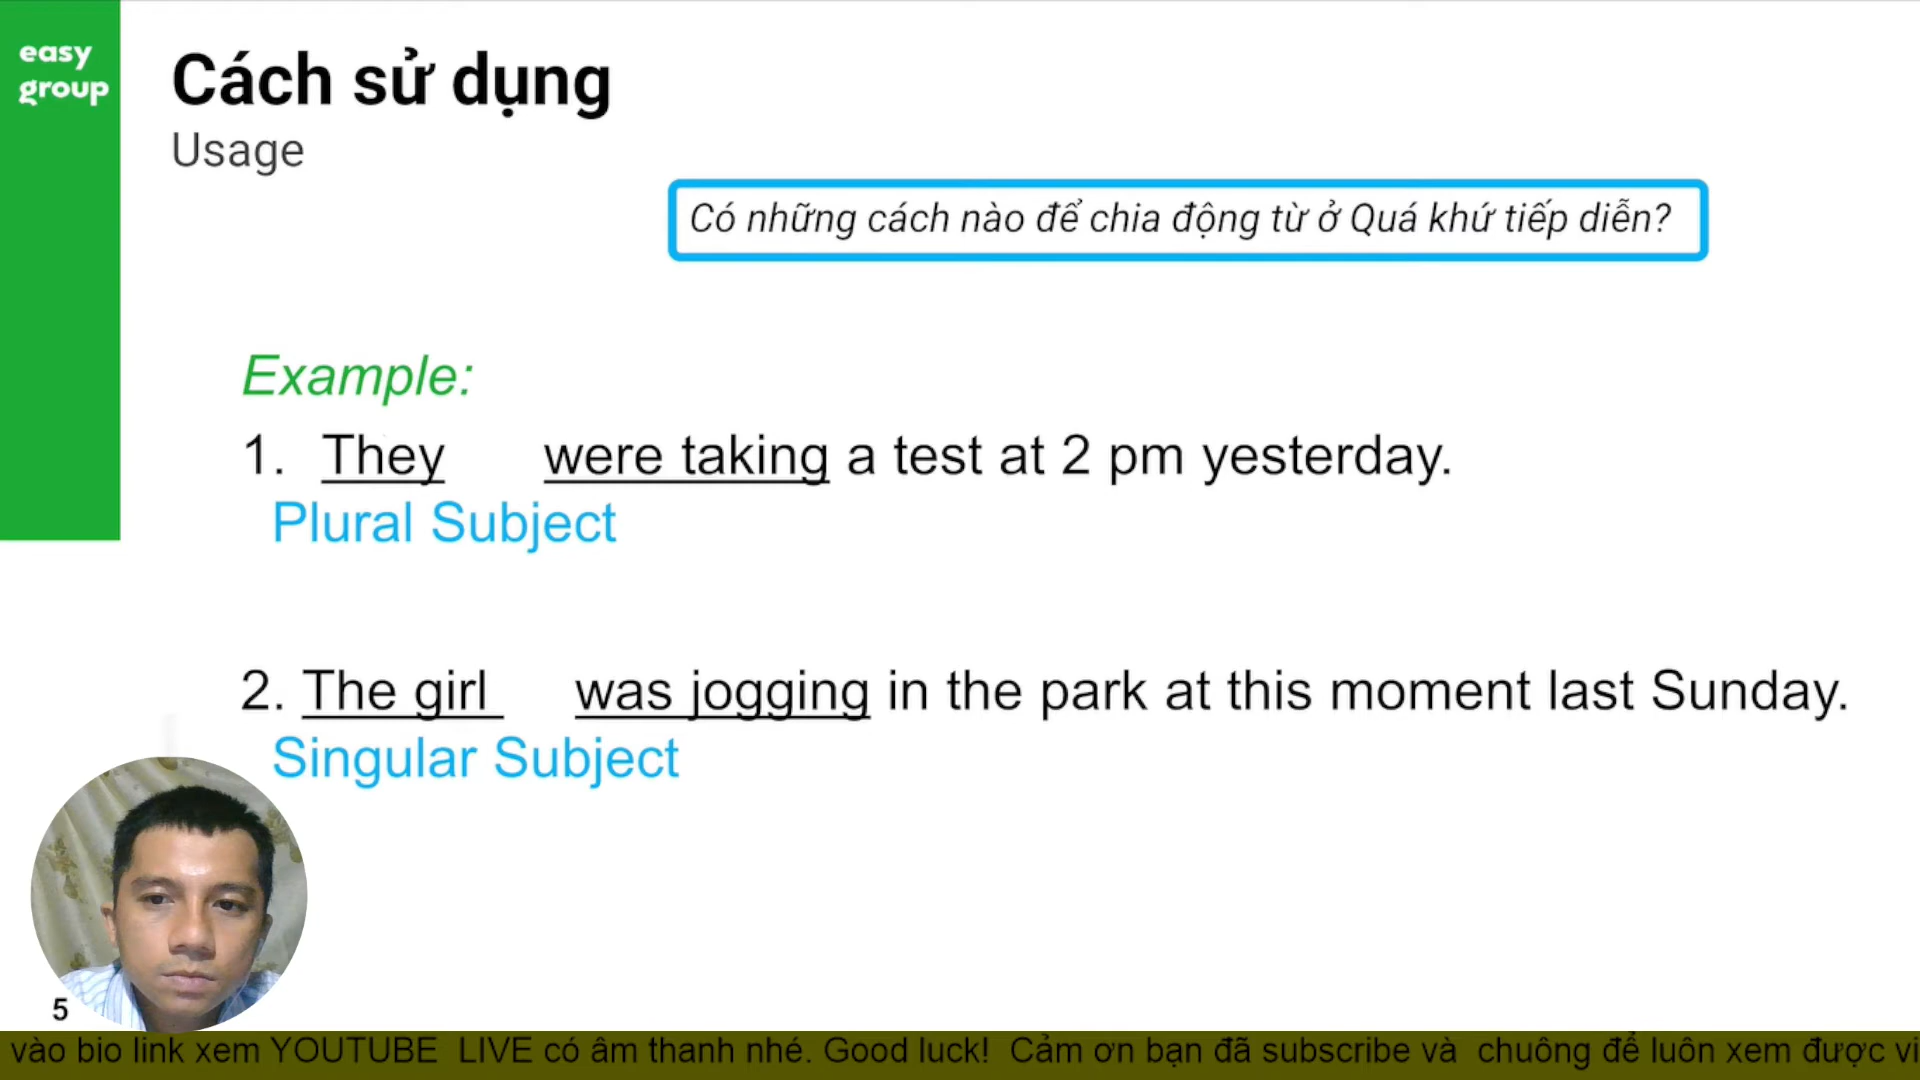 easy
group
Cách sử dụng
Usage
Có những cách nào để chia động từ ở Quá khứ tiếp diễn?
Example:
1. They were taking a test at 2 pm yesterday.
Plural Subject
2. The girl was jogging in the park at this moment last Sunday.
Singular Subject
5
vào bio link xem YOUTUBE LIVE có âm thanh nhé. Good luck! Cảm ơn bạn đã subscribe và chuông để luôn xem được vi